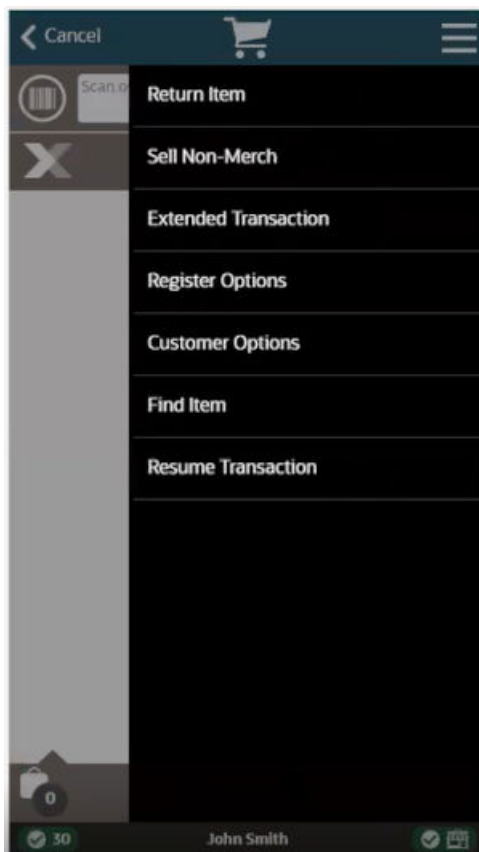 Cancel
Scan o
Return Item
Sell Non-Merch
Extended Transaction
Register Options
Customer Options
Find Item
Resume Transaction
0
30
John Smith